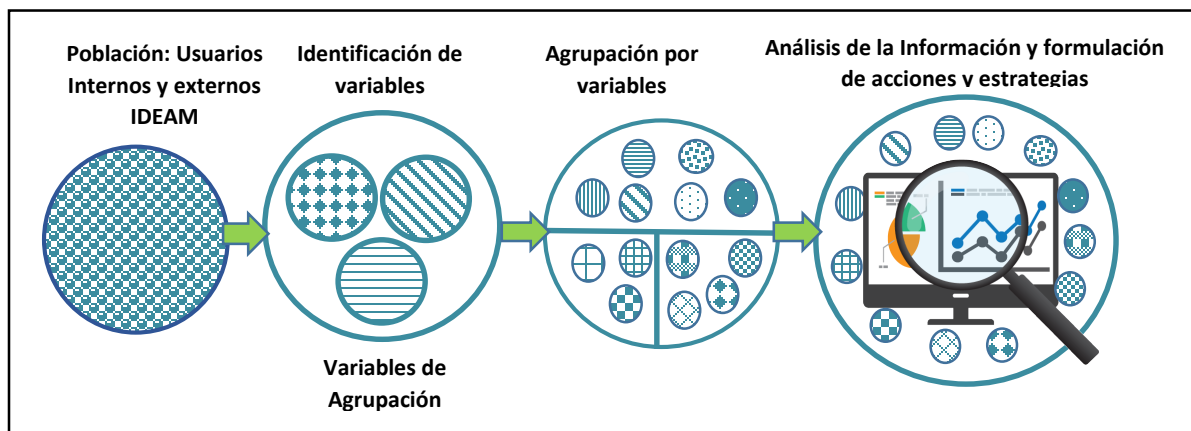 Población: Usuarios
Internos y externos
IDEAM
Identificación de
variables
Variables de
Agrupación
Agrupación por
variables
Análisis de la Información y formulación
de acciones y estrategias